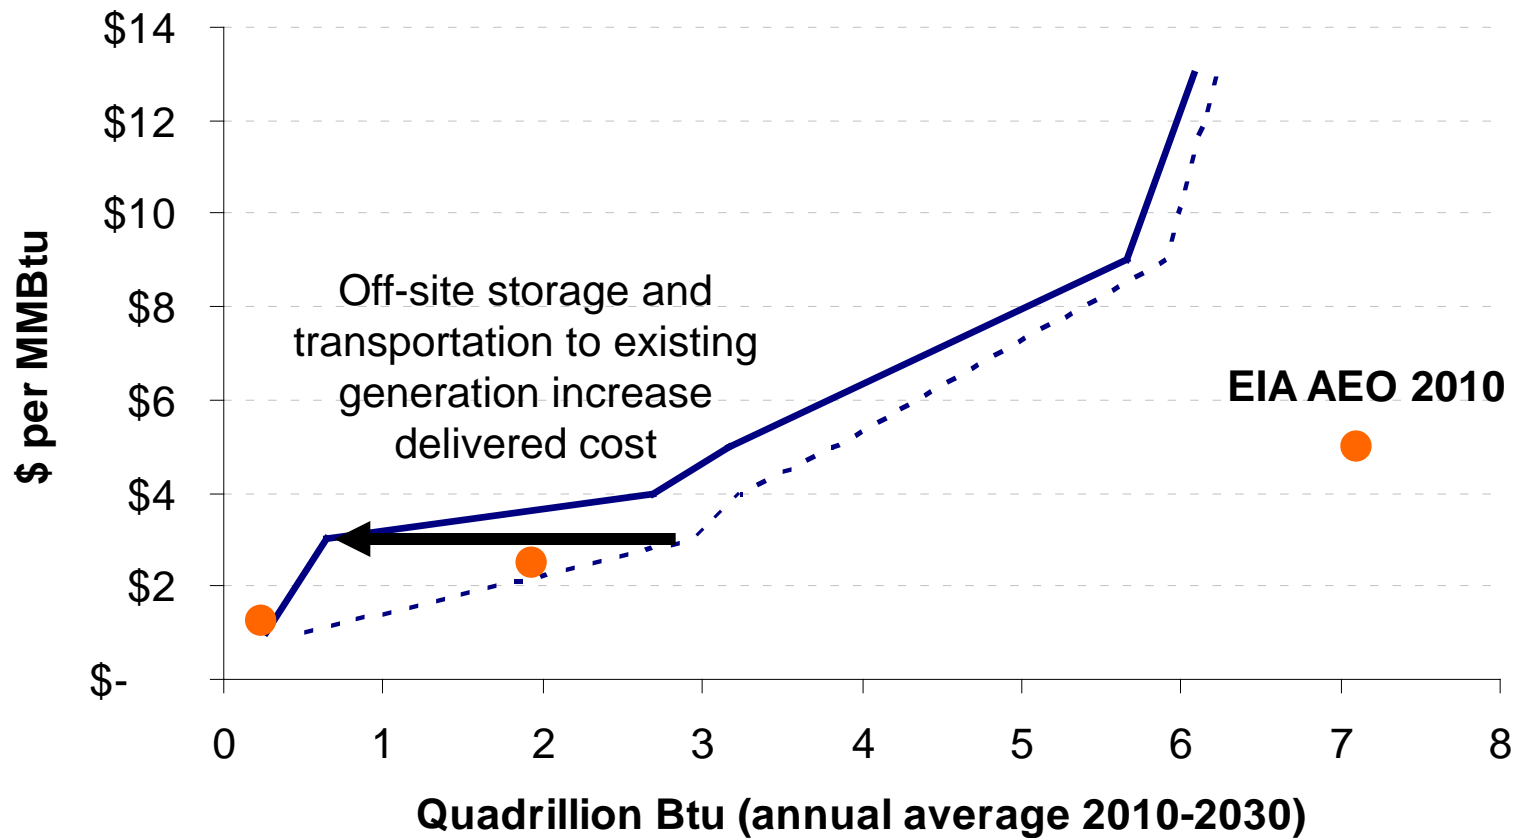 $14
$12
$10
$8
$6
$4
$2
$-
$ per MMBtu
Off-site storage and
transportation to existing
generation increase
delivered cost
EIA AEO 2010
0 1 2 3 4 5 6 7 8
Quadrillion Btu (annual average 2010-2030)